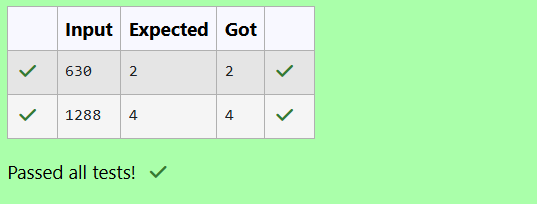 Input Expected Got
630 2 2
1288 4 4
Passed all tests!